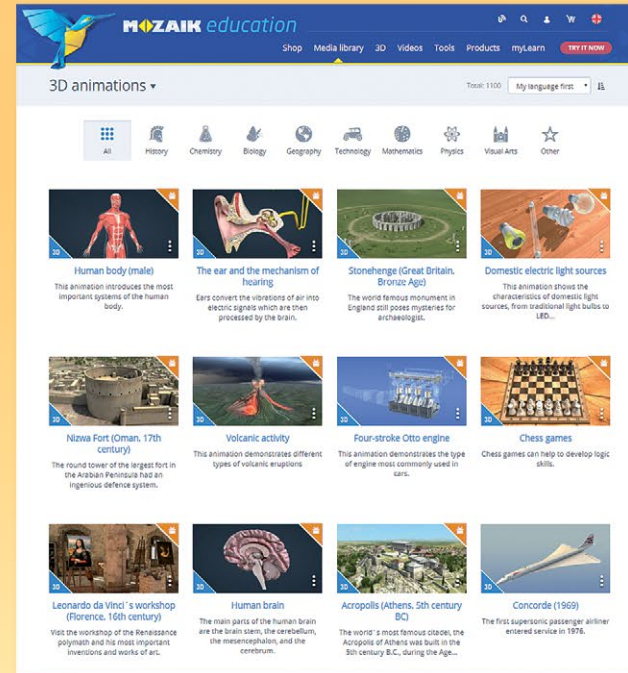 MOZAIK education
Shop Media library 3D Videos Tools Products myLearn TRY IT NOW
3D animations
Total: 1100 My language first
All History Chemistry Biology Geography Technology Mathematics Physics Visual Arts Other
3D 3D 3D 3D
Human body (male)
This animation introduces the most
important systems of the human
body.
The ear and the mechanism of
hearing
Ears convert the vibrations of air into
electric signals which are then
processed by the brain.
Stonehenge (Great Britain,
Bronze Age)
The world famous monument in
England still poses mysteries for
archaeologist.
Domestic electric light sources
This animation shows the
characteristics of domestic light
sources, from traditional light bulbs to
LED...
3D 3D 3D 3D
Nizwa Fort (Oman, 17th
century)
The round tower of the largest fort in
the Arabian Peninsula had an
ingenious defence system.
Volcanic activity
This animation demonstrates different
types of volcanic eruptions
Four-stroke Otto engine
This animation demonstrates the type
of engine most commonly used in
cars.
Chess games
Chess games can help to develop logic
skills.
3D 3D 3D 3D
Leonardo da Vinci´s workshop
(Florence, 16th century)
Visit the workshop of the Renaissance
polymath and his most important
inventions and works of art.
Human brain
The main parts of the human brain
are the brain stem, the cerebellum,
the mesencephalon, and the
cerebrum.
Acropolis (Athens, 5th century
BC)
The world´s most famous citadel, the
Acropolis of Athens was built in the
5th century B.C., during the Age...
Concorde (1969)
The first supersonic passenger airliner
entered service in 1976.